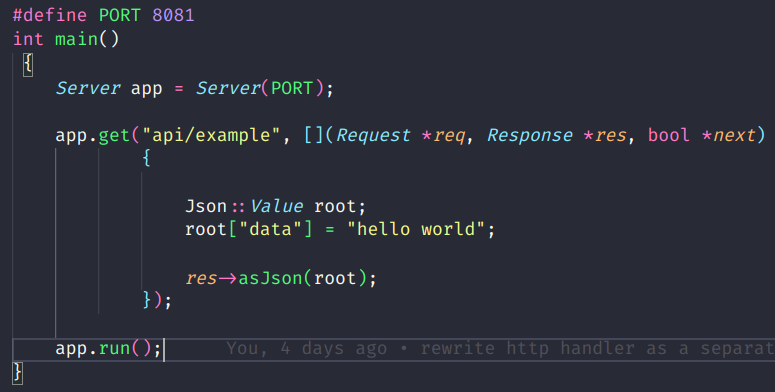 #define PORT 8081
int main()
{
Server app = Server(PORT);
app.get("api/example", [](Request *req, Response *res, bool *next)
{
Json::Value root;
root["data"] = "hello world";
res->asJson(root);
});
app.run(); You, 4 days ago • rewrite http handler as a separat
}